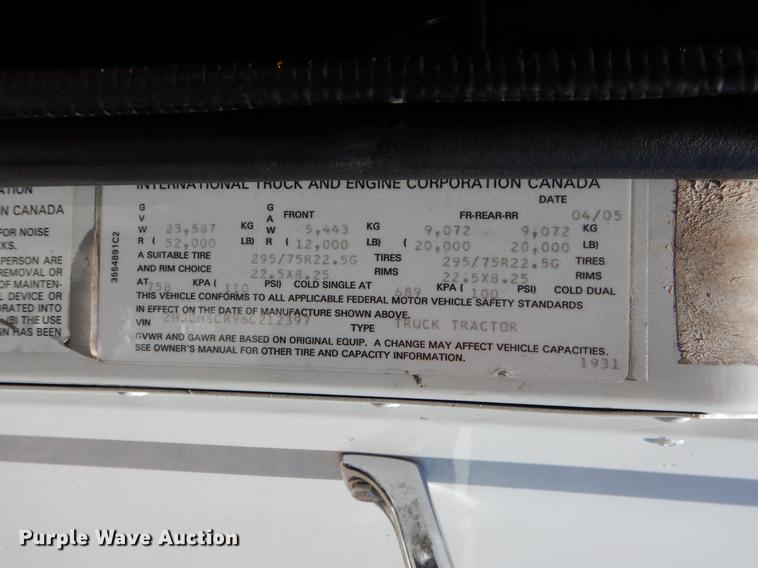 ATION
ON CANADA
FOR NOISE
CKS.
PERSON ARE
REMOVAL OR
OF MAINTEN-
L DEVICE OR
ORATED INTO
(B) THE USE
GN HAS BEEN
3554891C2
INTERNATIONAL TRUCK AND ENGINE CORPORATION CANADA
DATE
G G
V A FRONT FR-REAR-RR 04/05
W 23,587 KG W 5,443 KG 9,072 9,072 KG
R (52,000 LB) R (12,000 LB) (20,000 20,000 LB)
A SUITABLE TIRE 295/75R22.5G TIRES 295/75R22.5G TIRES
AND RIM CHOICE 22.5X8.25 RIMS 22.5X8.25 RIMS
AT 758 KPA ( 110 PSI) COLD SINGLE AT 689 KPA ( 100 PSI) COLD DUAL
THIS VEHICLE CONFORMS TO ALL APPLICABLE FEDERAL MOTOR VEHICLE SAFETY STANDARDS
IN EFFECT ON THE DATE OF MANUFACTURE SHOWN ABOVE.
VIN TYPE TRUCK TRACTOR
GVWR AND GAWR ARE BASED ON ORIGINAL EQUIP. A CHANGE MAY AFFECT VEHICLE CAPACITIES.
SEE OWNER'S MANUAL FOR OTHER TIRE AND CAPACITY INFORMATION.
1931
Purple Wave Auction